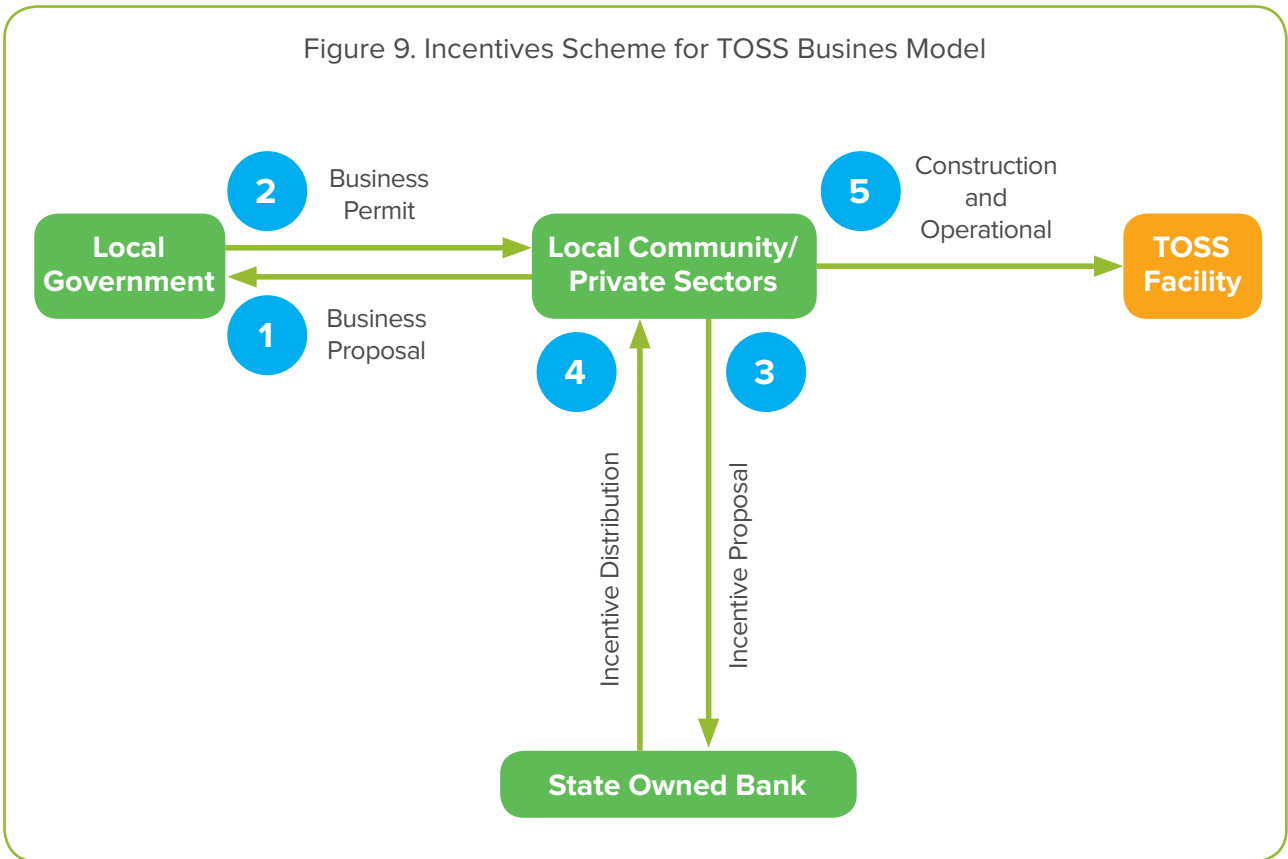 Figure 9. Incentives Scheme for TOSS Busines Model
2
Business
Permit
5
Construction
and
Operational
Local
Government
Local Community/
Private Sectors
TOSS
Facility
1
Business
Proposal
4
3
Incentive Distribution
Incentive Proposal
State Owned Bank